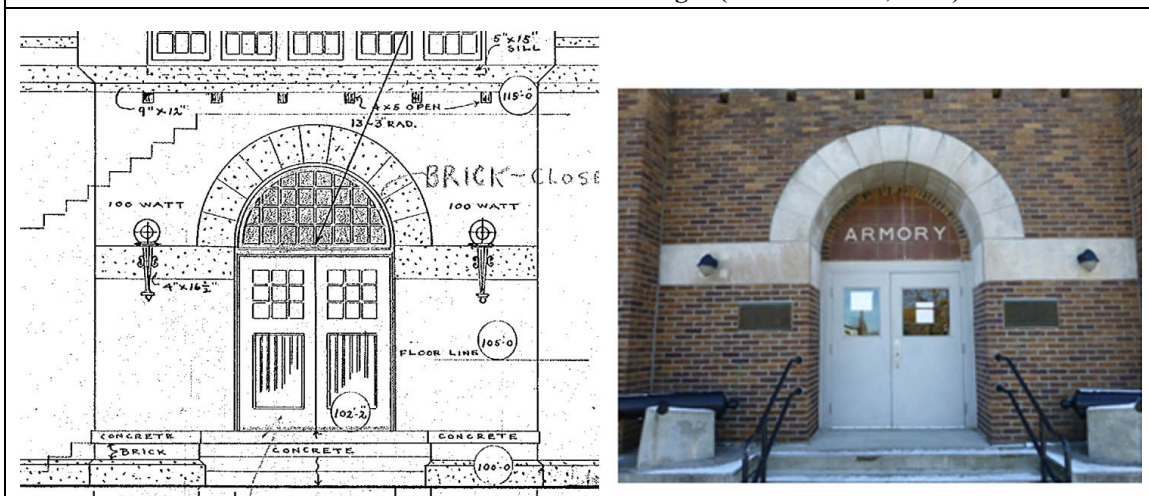 5"x15"
SILL
9"x12"
4x5 OPEN
115'-0
13'-3" RAD.
BRICK-CLOSE
100 WATT
100 WATT
ARMORY
4"x16½"
FLOOR LINE
105'-0
102'-2"
CONCRETE
CONCRETE
BRICK
CONCRETE
100'-0